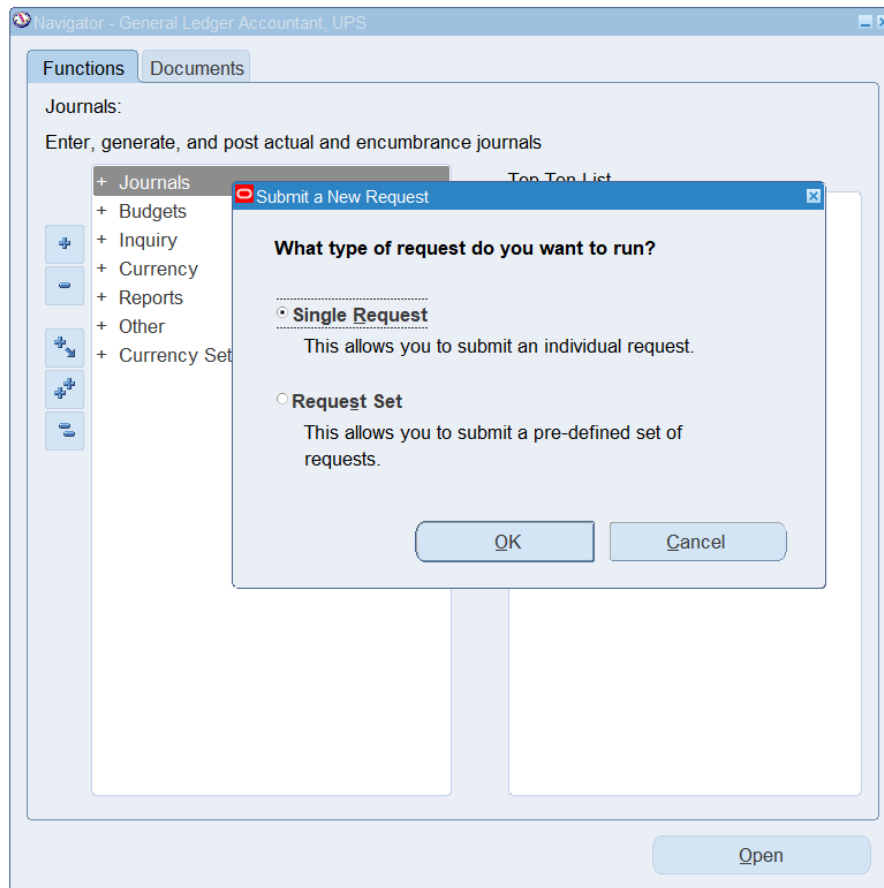 Navigator - General Ledger Accountant, UPS
Functions Documents
Journals:
Enter, generate, and post actual and encumbrance journals
+ Journals
+ Budgets
+ Inquiry
+ Currency
+ Reports
+ Other
+ Currency Set
Top Ten List
Submit a New Request
What type of request do you want to run?
Single Request
This allows you to submit an individual request.
Request Set
This allows you to submit a pre-defined set of
requests.
OK Cancel
Open